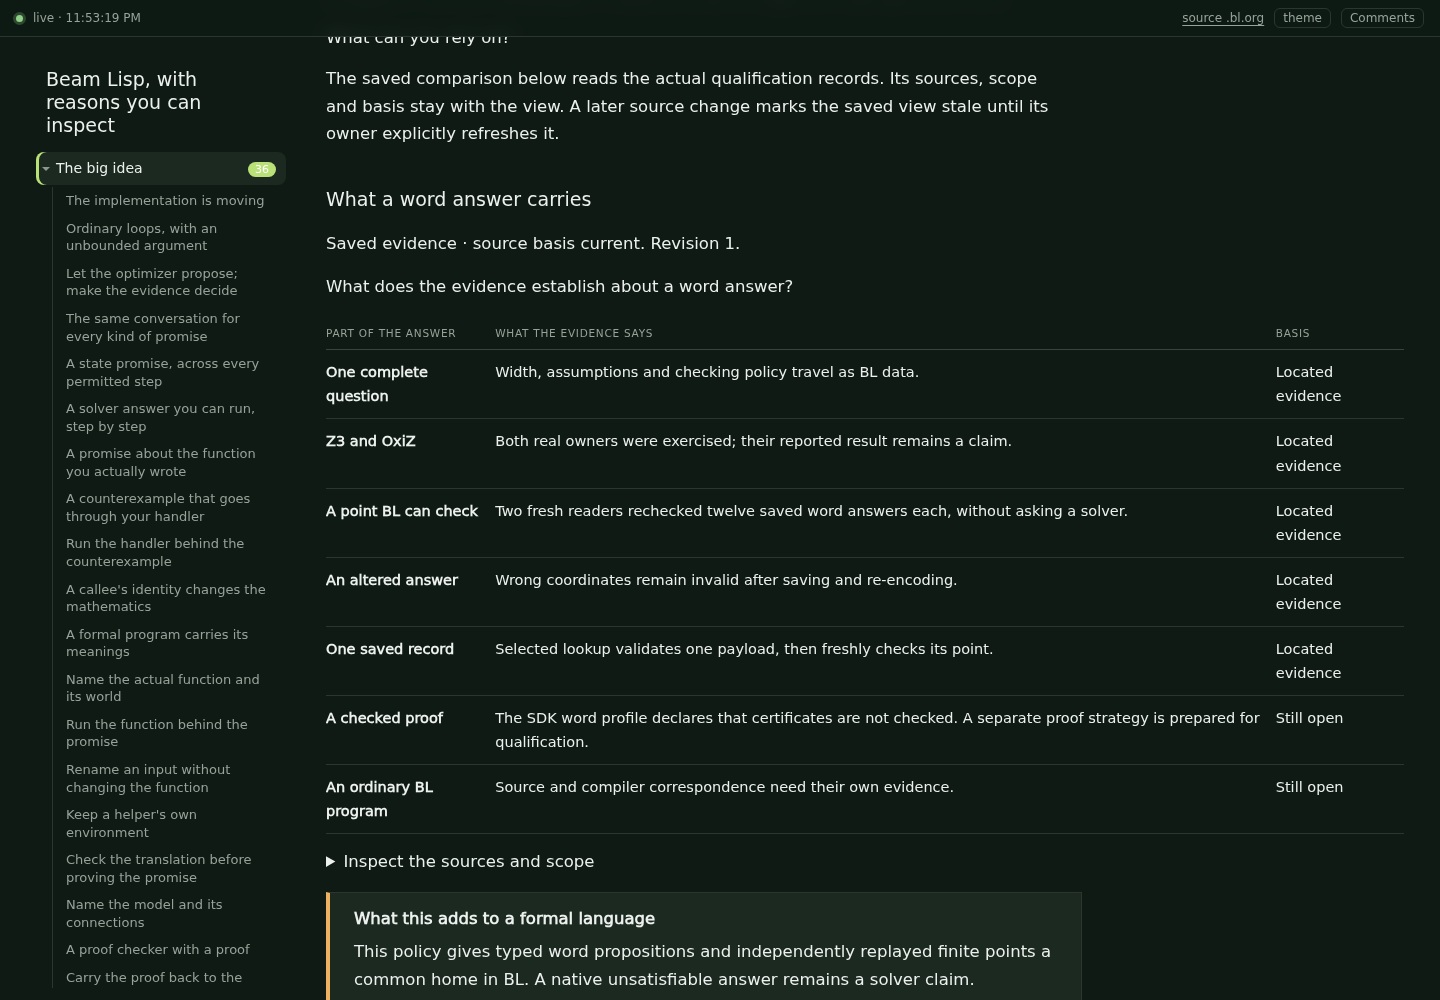 live · 11:53:19 PM
source .bl.org
theme
Comments
Beam Lisp, with
reasons you can
inspect
The big idea
36
The implementation is moving
Ordinary loops, with an
unbounded argument
Let the optimizer propose;
make the evidence decide
The same conversation for
every kind of promise
A state promise, across every
permitted step
A solver answer you can run,
step by step
A promise about the function
you actually wrote
A counterexample that goes
through your handler
Run the handler behind the
counterexample
A callee's identity changes the
mathematics
A formal program carries its
meanings
Name the actual function and
its world
Run the function behind the
promise
Rename an input without
changing the function
Keep a helper's own
environment
Check the translation before
proving the promise
Name the model and its
connections
A proof checker with a proof
Carry the proof back to the
What can you rely on?
The saved comparison below reads the actual qualification records. Its sources, scope
and basis stay with the view. A later source change marks the saved view stale until its
owner explicitly refreshes it.
What a word answer carries
Saved evidence · source basis current. Revision 1.
What does the evidence establish about a word answer?
PART OF THE ANSWER
WHAT THE EVIDENCE SAYS
BASIS
One complete
question
Width, assumptions and checking policy travel as BL data.
Located
evidence
Z3 and OxiZ
Both real owners were exercised; their reported result remains a claim.
Located
evidence
A point BL can check
Two fresh readers rechecked twelve saved word answers each, without asking a solver.
Located
evidence
An altered answer
Wrong coordinates remain invalid after saving and re-encoding.
Located
evidence
One saved record
Selected lookup validates one payload, then freshly checks its point.
Located
evidence
A checked proof
The SDK word profile declares that certificates are not checked. A separate proof strategy is prepared for
qualification.
Still open
An ordinary BL
program
Source and compiler correspondence need their own evidence.
Still open
Inspect the sources and scope
What this adds to a formal language
This policy gives typed word propositions and independently replayed finite points a
common home in BL. A native unsatisfiable answer remains a solver claim.